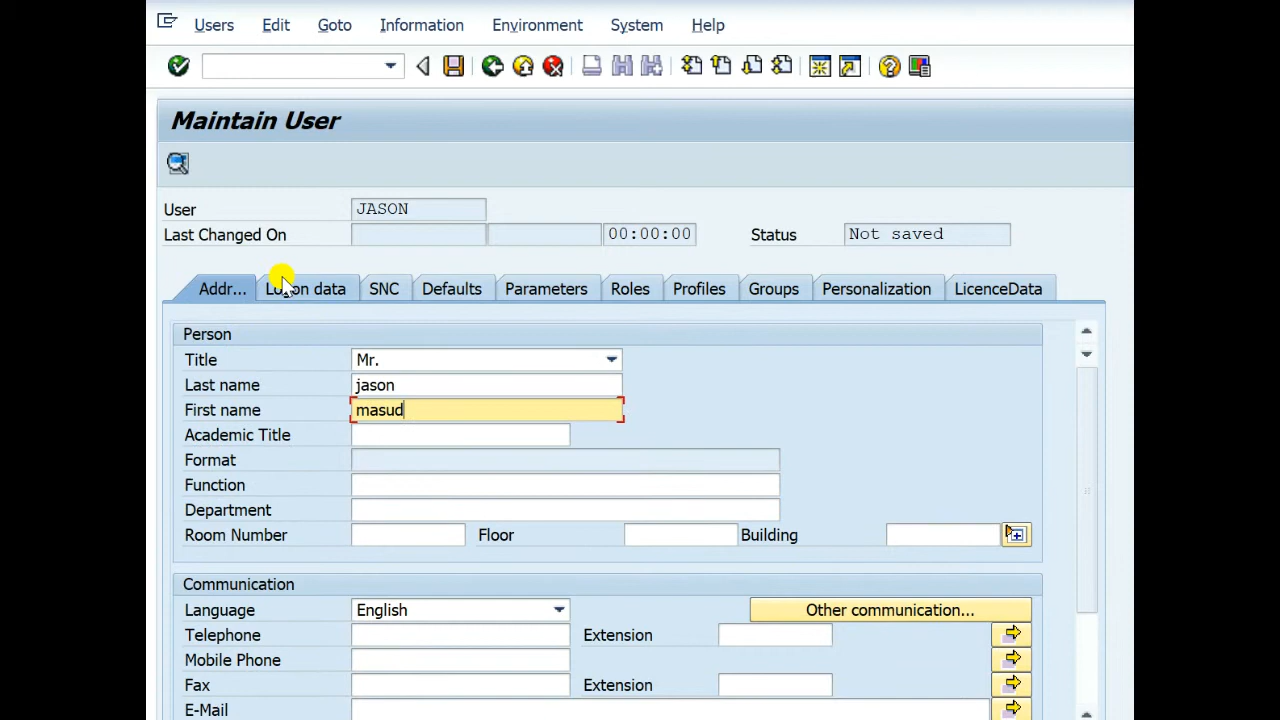 Users Edit Goto Information Environment System Help
Maintain User
User JASON
Last Changed On 00:00:00 Status Not saved
Addr... Logon data SNC Defaults Parameters Roles Profiles Groups Personalization LicenceData
Person
Title Mr.
Last name jason
First name masud
Academic Title
Format
Function
Department
Room Number Floor Building
Communication
Language English Other communication...
Telephone Extension
Mobile Phone
Fax Extension
E-Mail